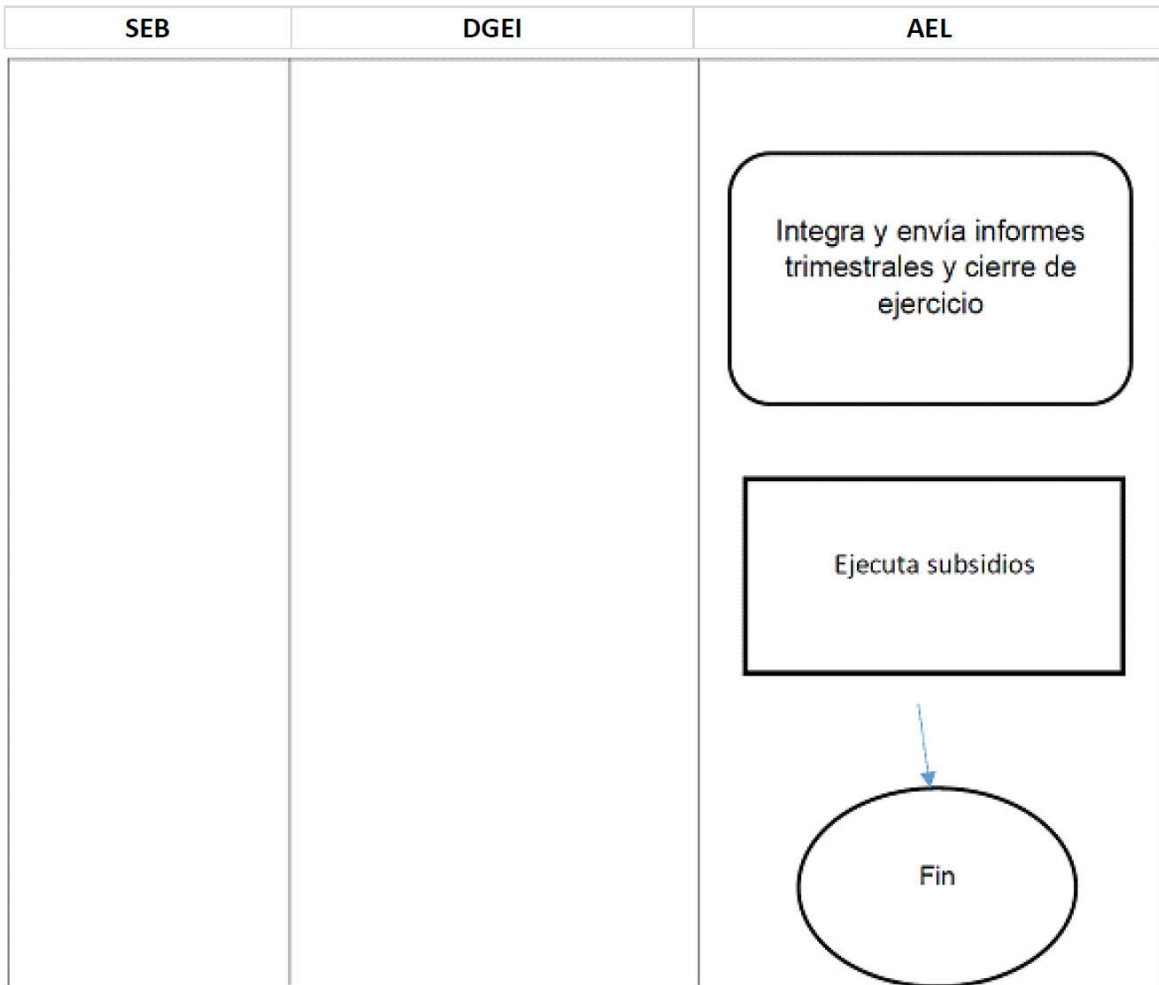 SEB DGEI AEL
Integra y envía informes
trimestrales y cierre de
ejercicio
Ejecuta subsidios
Fin